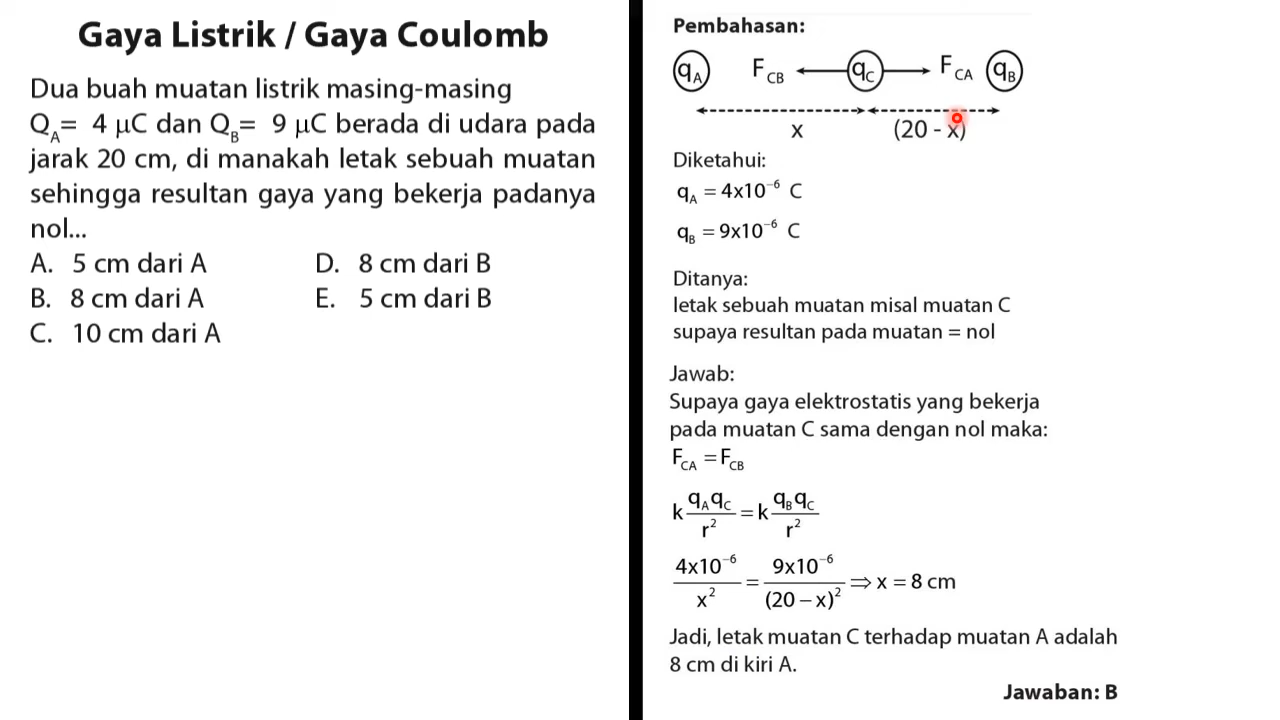 Gaya Listrik / Gaya Coulomb
Dua buah muatan listrik masing-masing
Q_A= 4 μC dan Q_B= 9 μC berada di udara pada
jarak 20 cm, di manakah letak sebuah muatan
sehingga resultan gaya yang bekerja padanya
nol...
A. 5 cm dari A
B. 8 cm dari A
C. 10 cm dari A
D. 8 cm dari B
E. 5 cm dari B
Pembahasan:
q_A F_CB q_C F_CA q_B
x (20 - x)
Diketahui:
q_A = 4x10⁻⁶ C
q_B = 9x10⁻⁶ C
Ditanya:
letak sebuah muatan misal muatan C
supaya resultan pada muatan = nol
Jawab:
Supaya gaya elektrostatis yang bekerja
pada muatan C sama dengan nol maka:
F_CA = F_CB
k q_A q_C / r² = k q_B q_C / r²
4x10⁻⁶ / x² = 9x10⁻⁶ / (20 – x)² ⇒ x = 8 cm
Jadi, letak muatan C terhadap muatan A adalah
8 cm di kiri A.
Jawaban: B